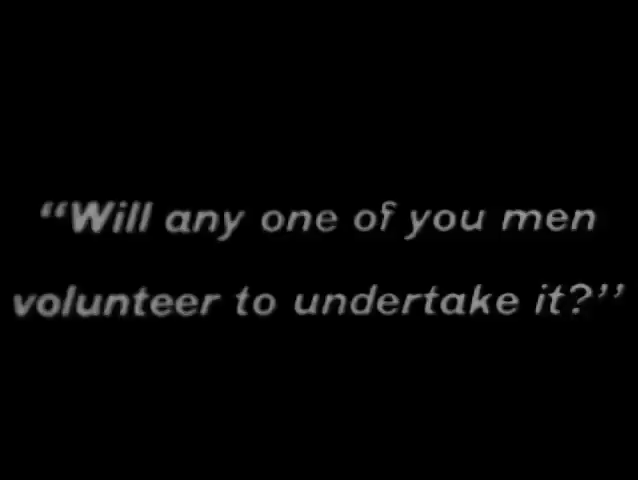 “Will any one of you men
volunteer to undertake it?’’